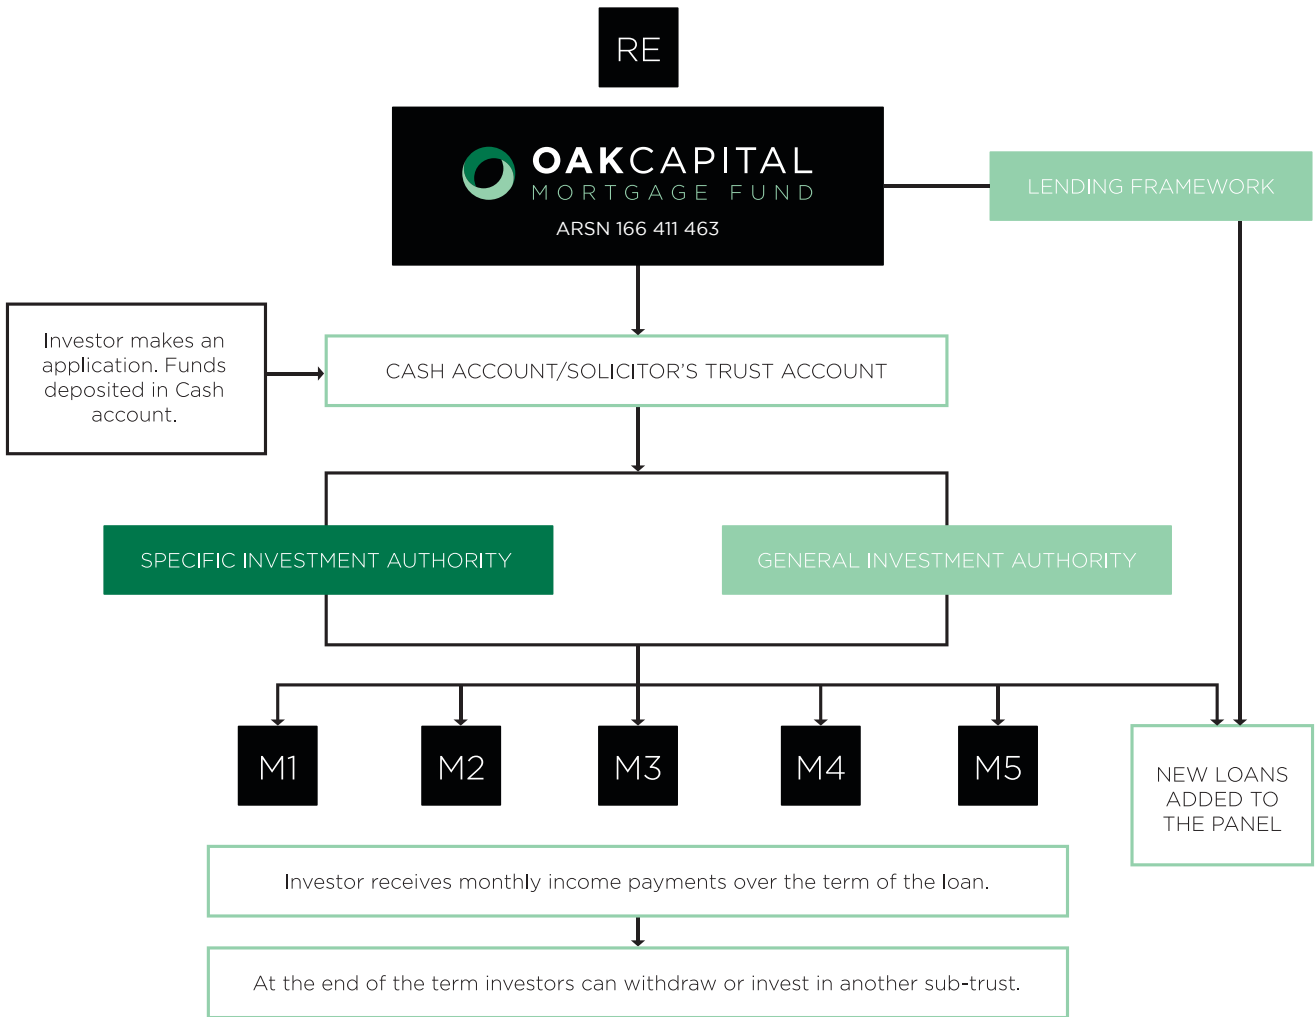 RE
OAKCAPITAL
MORTGAGE FUND
ARSN 166 411 463
LENDING FRAMEWORK
Investor makes an
application. Funds
deposited in Cash
account.
CASH ACCOUNT/SOLICITOR'S TRUST ACCOUNT
SPECIFIC INVESTMENT AUTHORITY
GENERAL INVESTMENT AUTHORITY
M1
M2
M3
M4
M5
NEW LOANS
ADDED TO
THE PANEL
Investor receives monthly income payments over the term of the loan.
At the end of the term investors can withdraw or invest in another sub-trust.